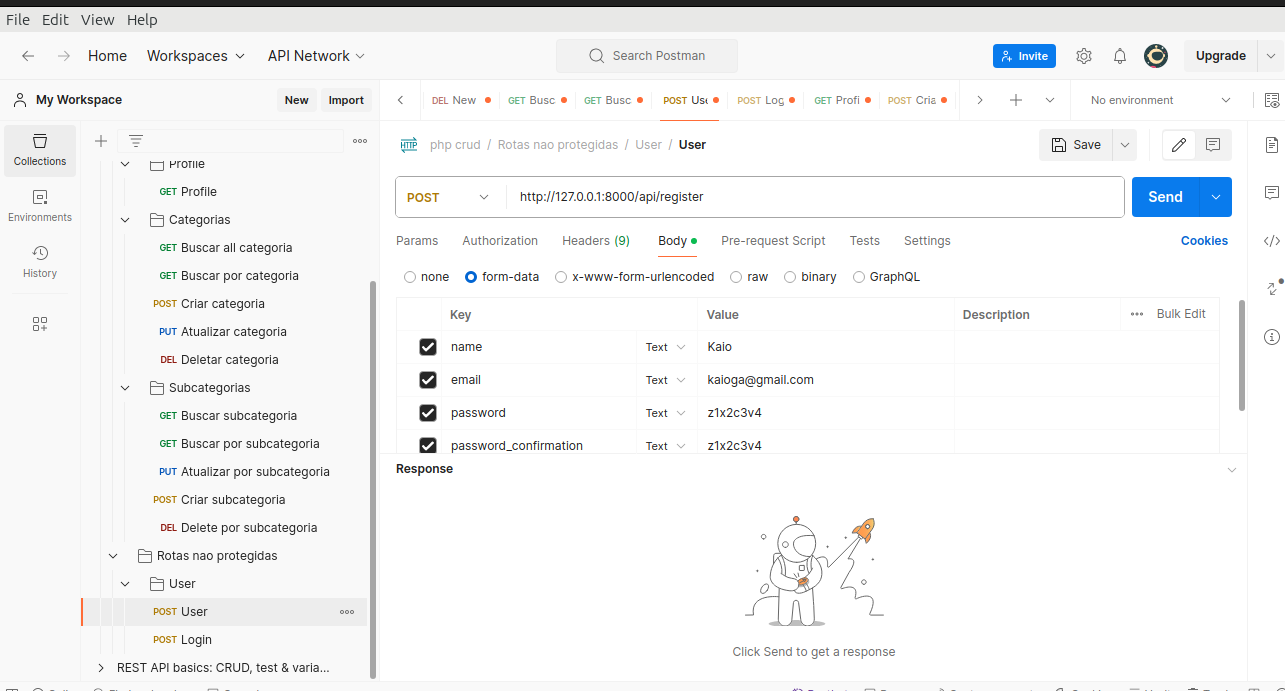 File Edit View Help
Home Workspaces API Network Search Postman Invite Upgrade
My Workspace New Import
DEL New GET Busc GET Busc POST Use POST Log GET Profi POST Cria No environment
Collections
Environments
History
Profile
GET Profile
Categorias
GET Buscar all categoria
GET Buscar por categoria
POST Criar categoria
PUT Atualizar categoria
DEL Deletar categoria
Subcategorias
GET Buscar subcategoria
GET Buscar por subcategoria
PUT Atualizar por subcategoria
POST Criar subcategoria
DEL Delete por subcategoria
Rotas nao protegidas
User
POST User
POST Login
REST API basics: CRUD, test & varia...
HTTP php crud / Rotas nao protegidas / User / User Save
POST http://127.0.0.1:8000/api/register Send
Params Authorization Headers (9) Body Pre-request Script Tests Settings Cookies
none form-data x-www-form-urlencoded raw binary GraphQL
Key Value Description Bulk Edit
name Text Kaio
email Text kaioga@gmail.com
password Text z1x2c3v4
password_confirmation Text z1x2c3v4
Response
Click Send to get a response